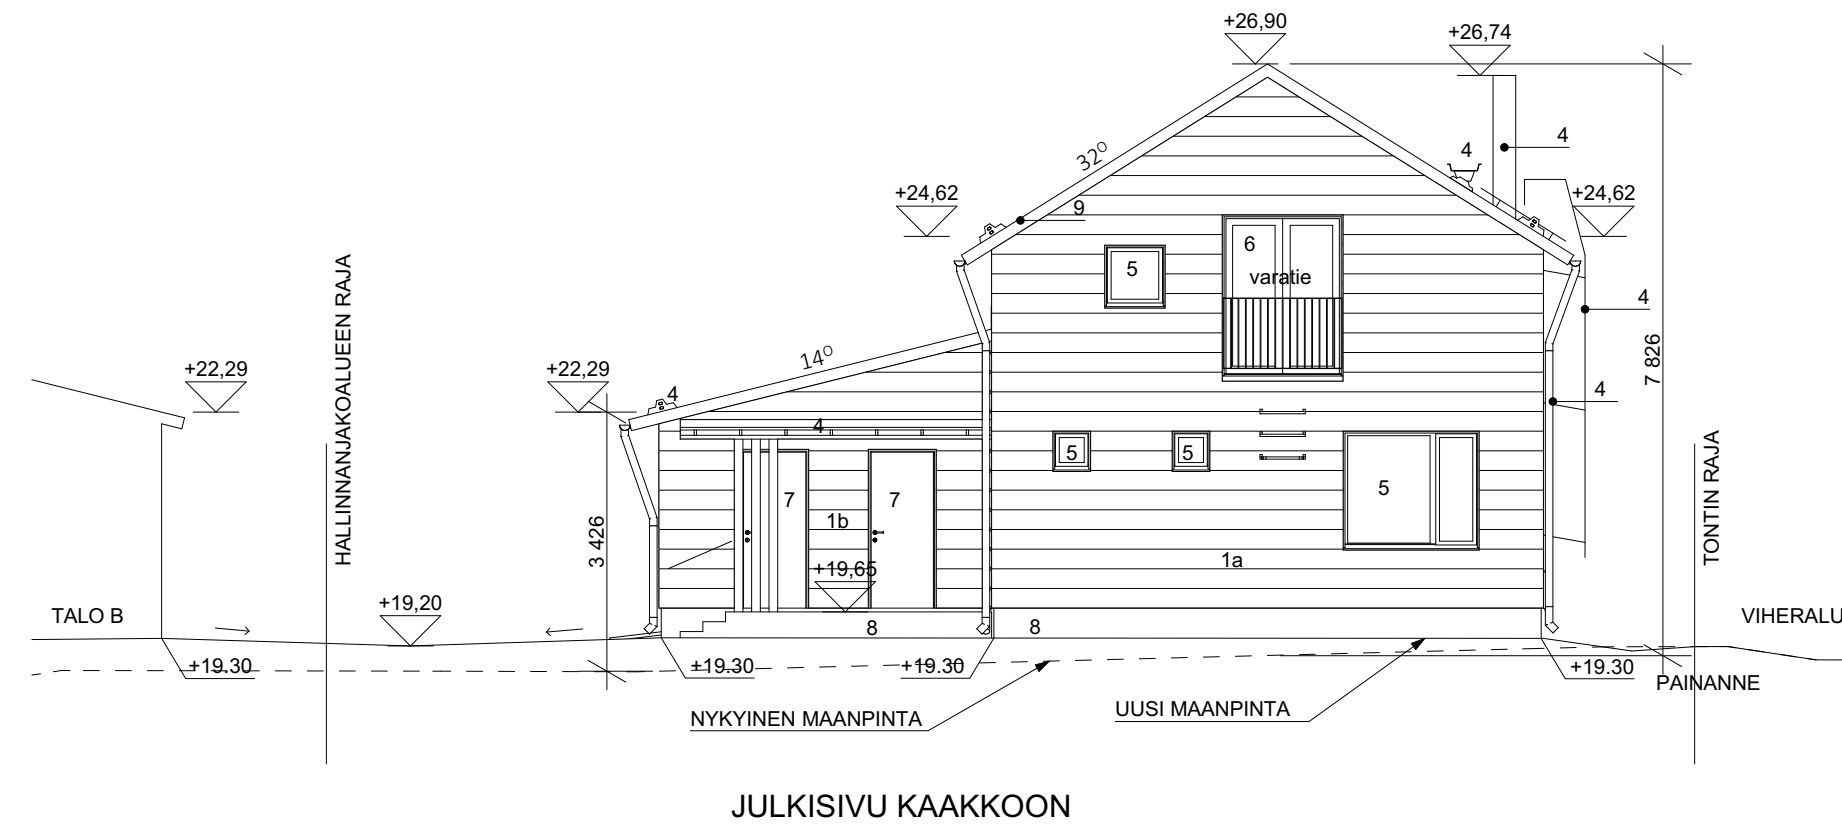 +26,90
+26,74
4
4
32°
+24,62
+24,62
9
6
5
varatie
4
HALLINNANJAKOALUEEN RAJA
14°
7 826
+22,29
+22,29
4
4
4
5
5
5
TONTIN RAJA
7
7
1b
3 426
1a
+19,65
+19,20
TALO B
VIHERALU
8
8
+19.30
+19.30
+19.30
+19.30
PAINANNE
NYKYINEN MAANPINTA
UUSI MAANPINTA
JULKISIVU KAAKKOON